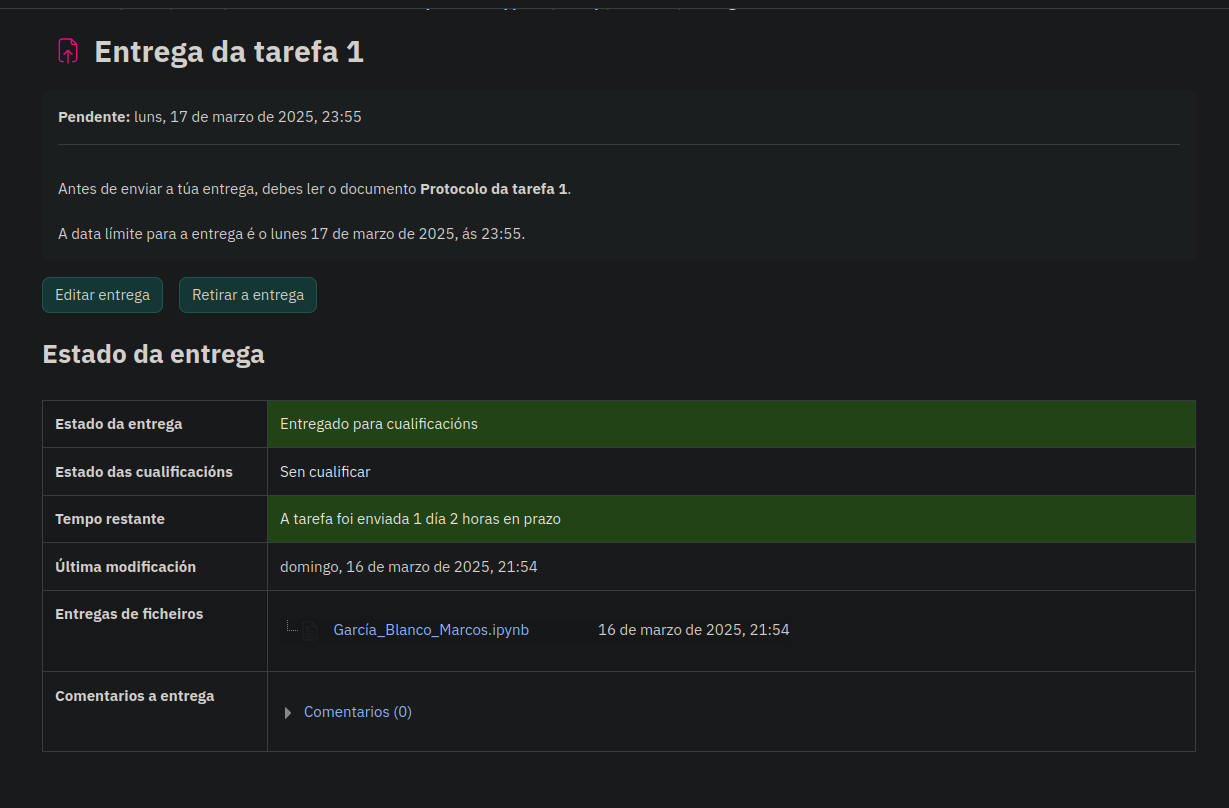 Entrega da tarefa 1
Pendente: luns, 17 de marzo de 2025, 23:55
Antes de enviar a túa entrega, debes ler o documento Protocolo da tarefa 1.
A data límite para a entrega é o lunes 17 de marzo de 2025, ás 23:55.
Editar entrega Retirar a entrega
Estado da entrega
Estado da entrega Entregado para cualificacións
Estado das cualificacións Sen cualificar
Tempo restante A tarefa foi enviada 1 día 2 horas en prazo
Última modificación domingo, 16 de marzo de 2025, 21:54
Entregas de ficheiros
García_Blanco_Marcos.ipynb 16 de marzo de 2025, 21:54
Comentarios a entrega
Comentarios (0)